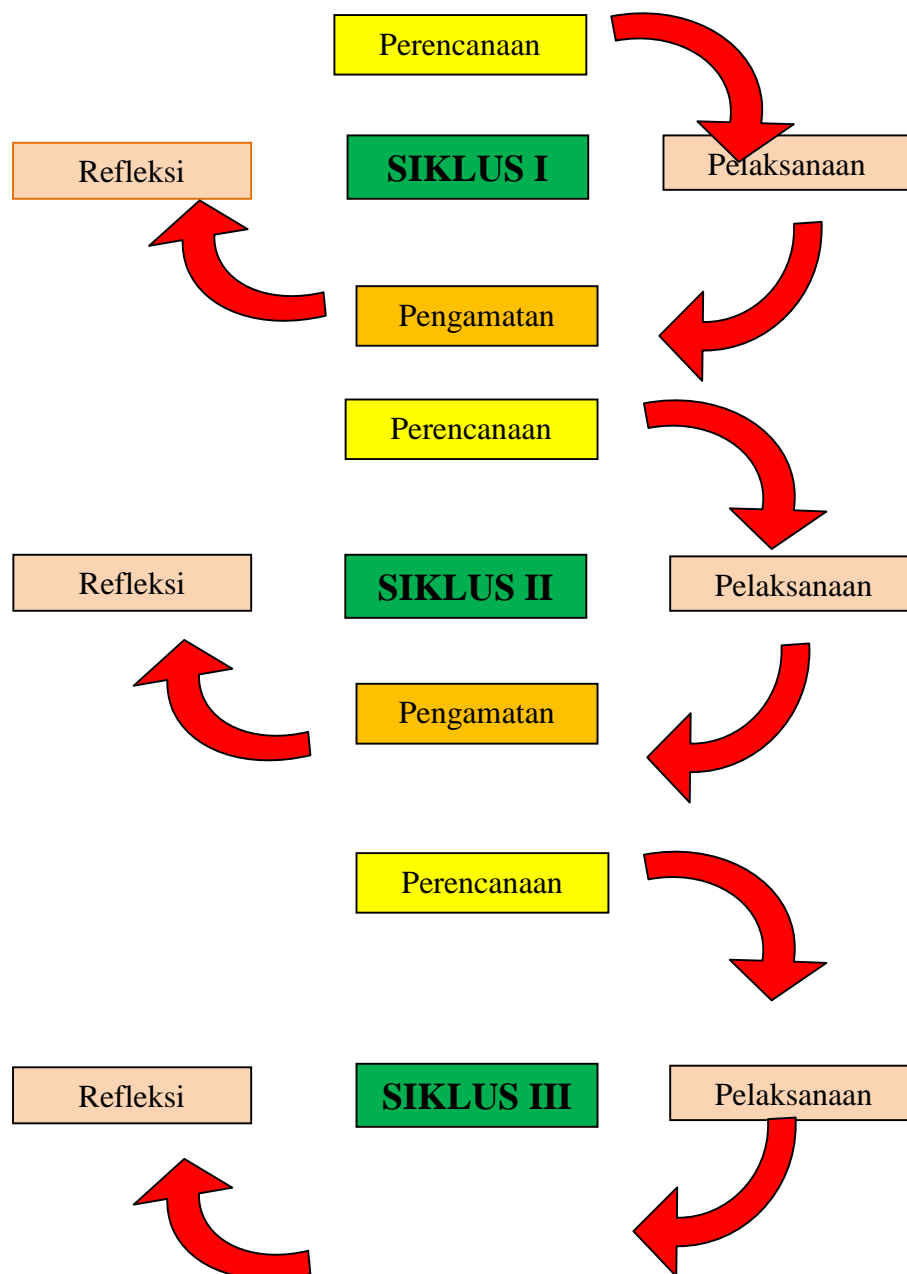 Perencanaan
Refleksi
SIKLUS I
Pelaksanaan
Pengamatan
Perencanaan
Refleksi
SIKLUS II
Pelaksanaan
Pengamatan
Perencanaan
Refleksi
SIKLUS III
Pelaksanaan